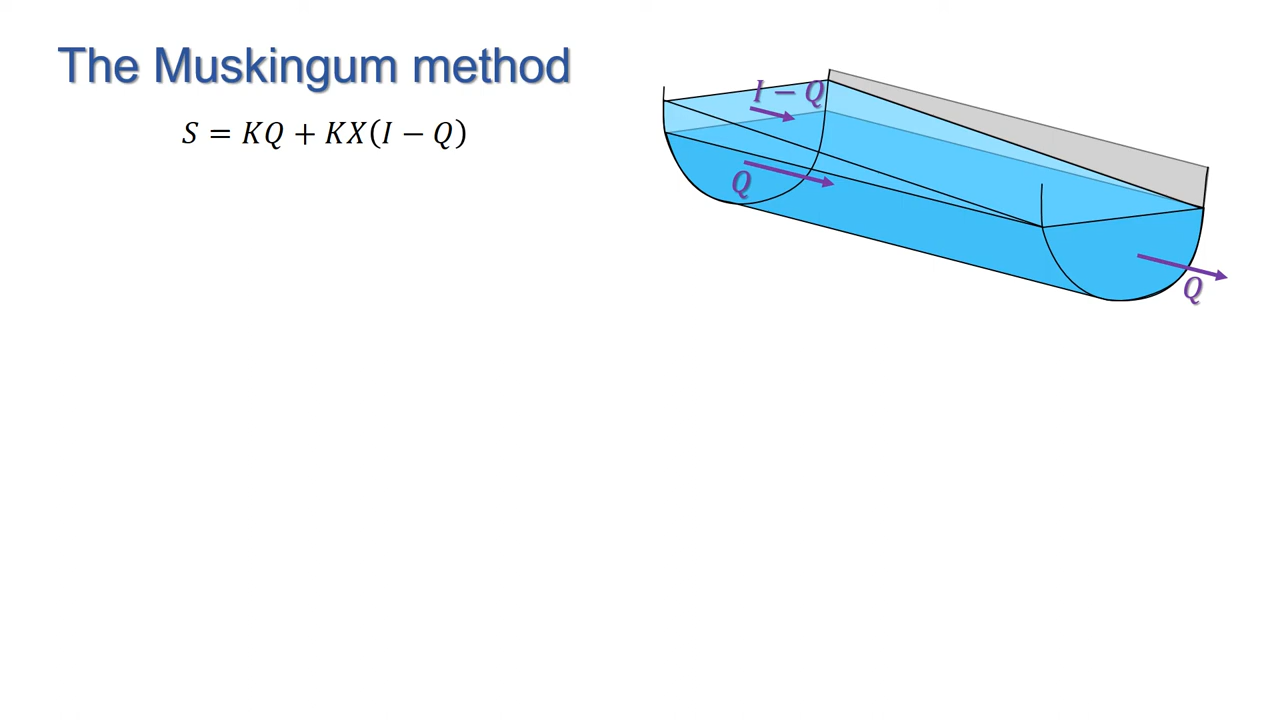 The Muskingum method
𝑆 = 𝐾𝑄 + 𝐾𝑋(𝐼 − 𝑄)
𝐼 − 𝑄
𝑄
𝑄